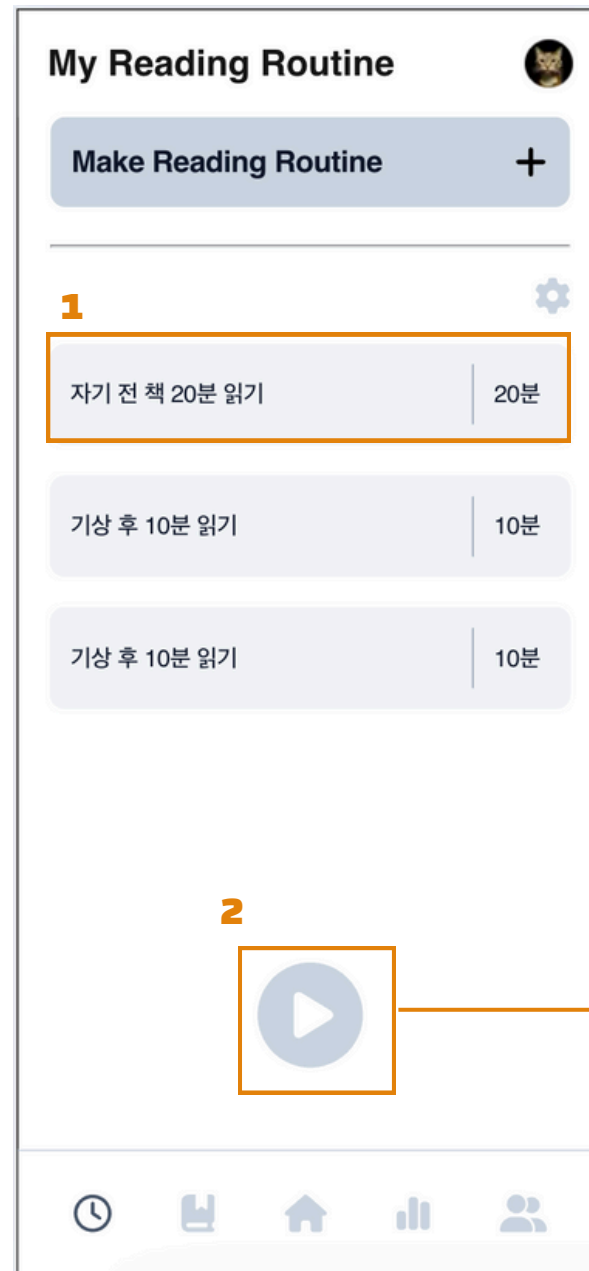 My Reading Routine
Make Reading Routine +
1
자기 전 책 20분 읽기 20분
기상 후 10분 읽기 10분
기상 후 10분 읽기 10분
2